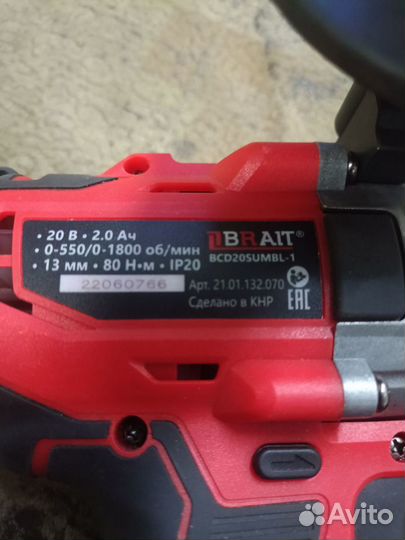 • 20 В • 2.0 Ач
• 0-550/0-1800 об/мин
• 13 мм • 80 Н•м • IP20
22060766
BRAIT®
BCD20SUMBL-1
Арт. 21.01.132.070
Сделано в КНР
EAC
Avito